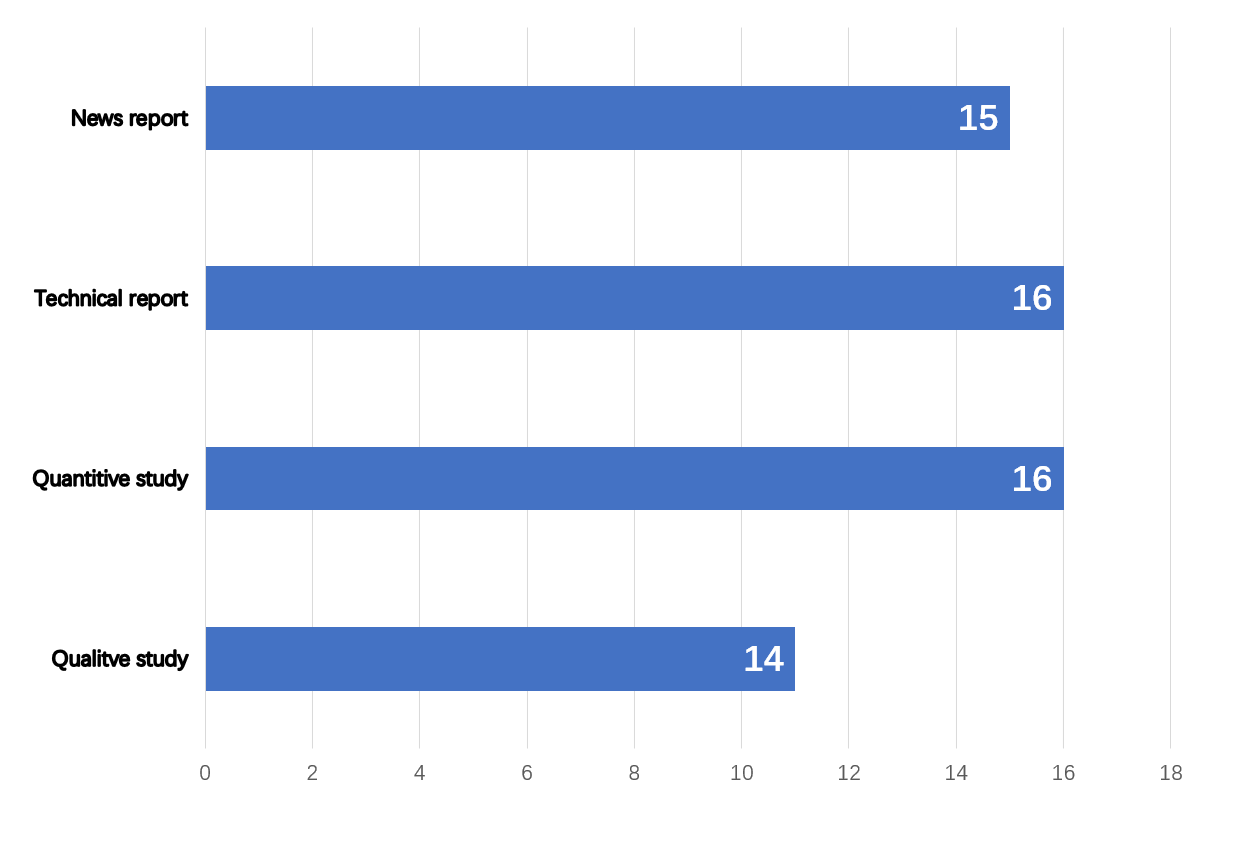 News report
15
Technical report
16
Quantitive study
16
Qualitve study
14
0 2 4 6 8 10 12 14 16 18